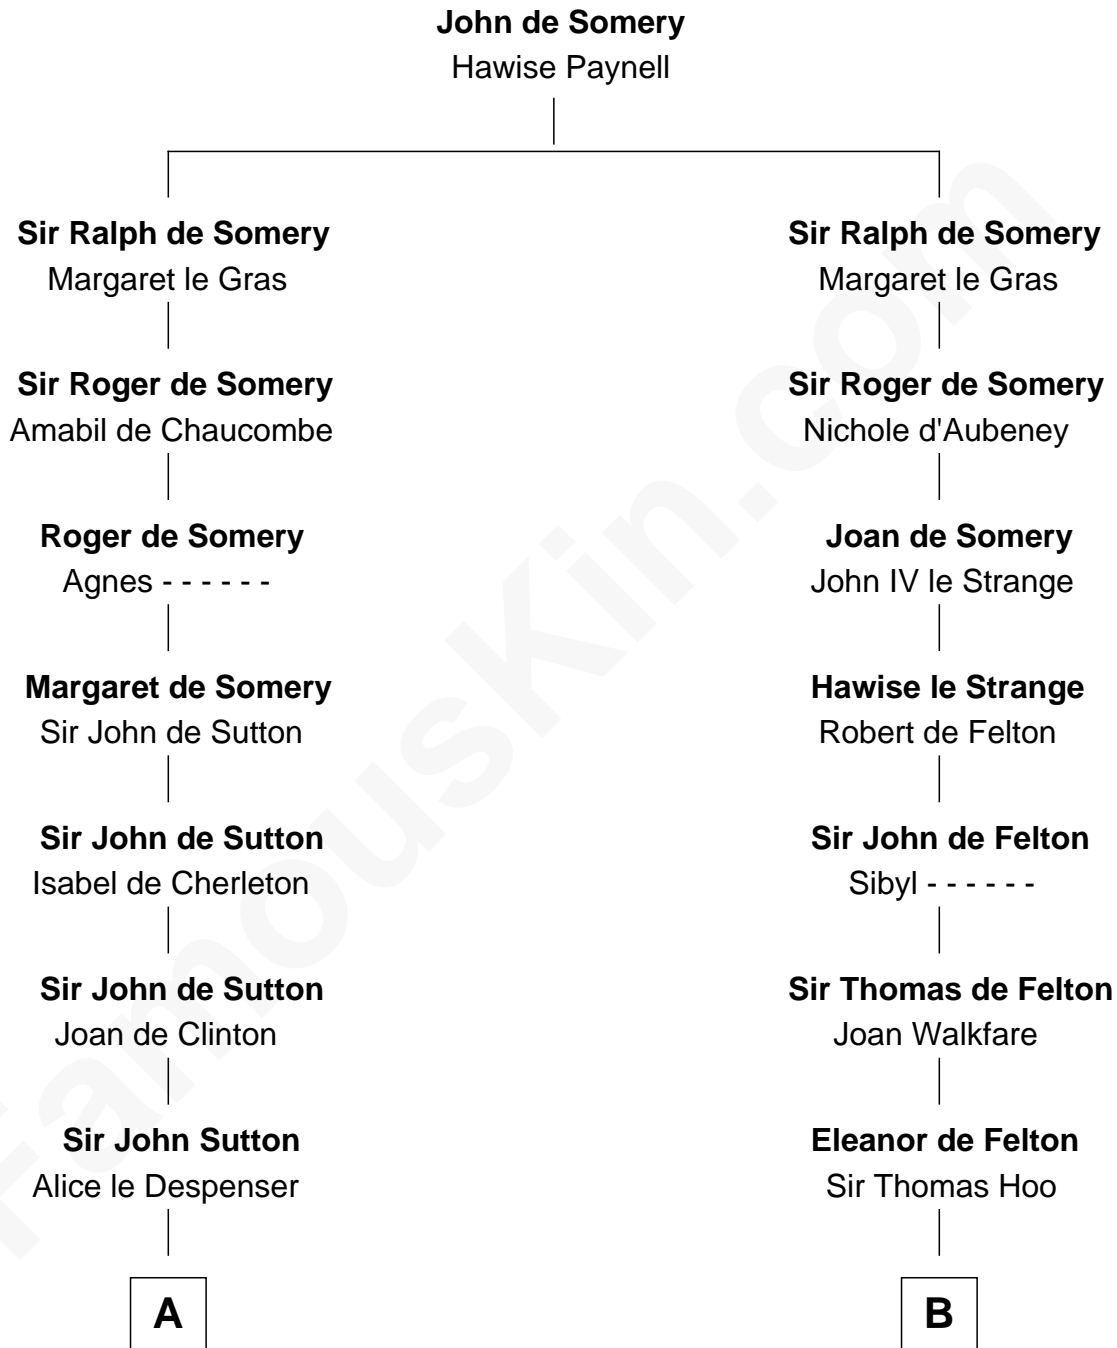 John de Somery
Hawise Paynell
Sir Ralph de Somery
Margaret le Gras
Sir Roger de Somery
Amabil de Chaucombe
Roger de Somery
Agnes - - - - - -
Margaret de Somery
Sir John de Sutton
Sir John de Sutton
Isabel de Cherleton
Sir John de Sutton
Joan de Clinton
Sir John Sutton
Alice le Despenser
A
Sir Ralph de Somery
Margaret le Gras
Sir Roger de Somery
Nichole d'Aubeney
Joan de Somery
John IV le Strange
Hawise le Strange
Robert de Felton
Sir John de Felton
Sibyl - - - - - -
Sir Thomas de Felton
Joan Walkfare
Eleanor de Felton
Sir Thomas Hoo
B
FamousKin.com